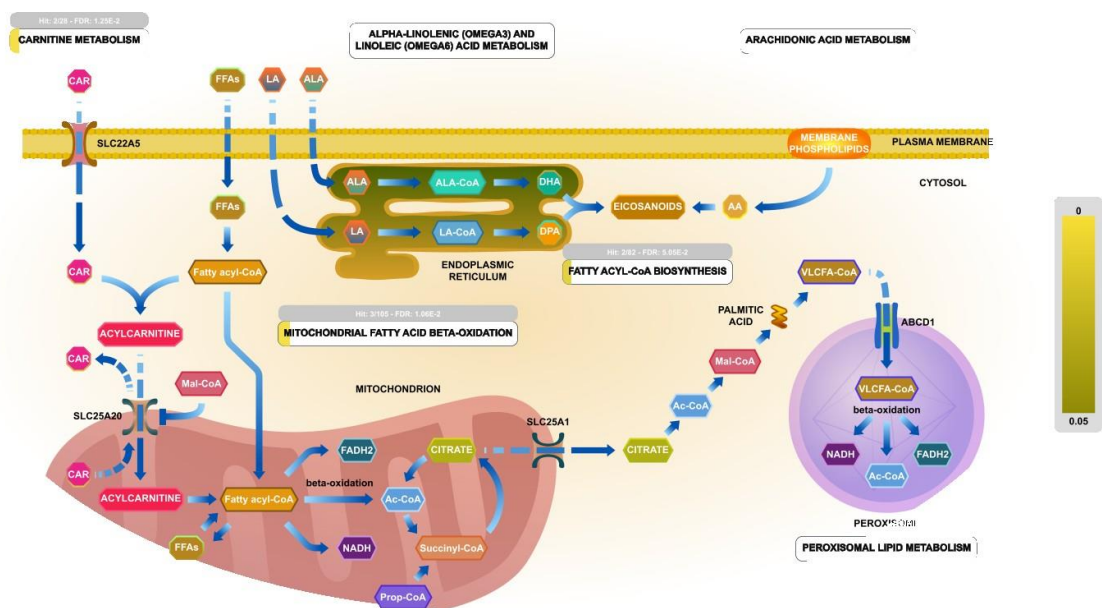 Hit: 2/28 - FDR: 1.25E-2
CARNITINE METABOLISM
ALPHA-LINOLENIC (OMEGA3) AND
LINOLEIC (OMEGA6) ACID METABOLISM
ARACHIDONIC ACID METABOLISM
CAR
FFAs
LA
ALA
SLC22A5
MEMBRANE
PHOSPHOLIPIDS
PLASMA MEMBRANE
CYTOSOL
ALA
ALA-CoA
DHA
FFAs
EICOSANOIDS
AA
LA
LA-CoA
DPA
0
ENDOPLASMIC
RETICULUM
Hit: 2/62 - FDR: 5.05E-2
FATTY ACYL-CoA BIOSYNTHESIS
CAR
Fatty acyl-CoA
VLCFA-CoA
Hit: 3/105 - FDR: 1.06E-2
MITOCHONDRIAL FATTY ACID BETA-OXIDATION
PALMITIC
ACID
ABCD1
ACYLCARNITINE
CAR
Mal-CoA
Mal-CoA
MITOCHONDRION
VLCFA-CoA
SLC25A20
Ac-CoA
beta-oxidation
SLC25A1
0.05
FADH2
CITRATE
CITRATE
NADH
FADH2
CAR
beta-oxidation
Ac-CoA
ACYLCARNITINE
Fatty acyl-CoA
Ac-CoA
FFAs
NADH
Succinyl-CoA
PEROXISOME
PEROXISOMAL LIPID METABOLISM
Prop-CoA